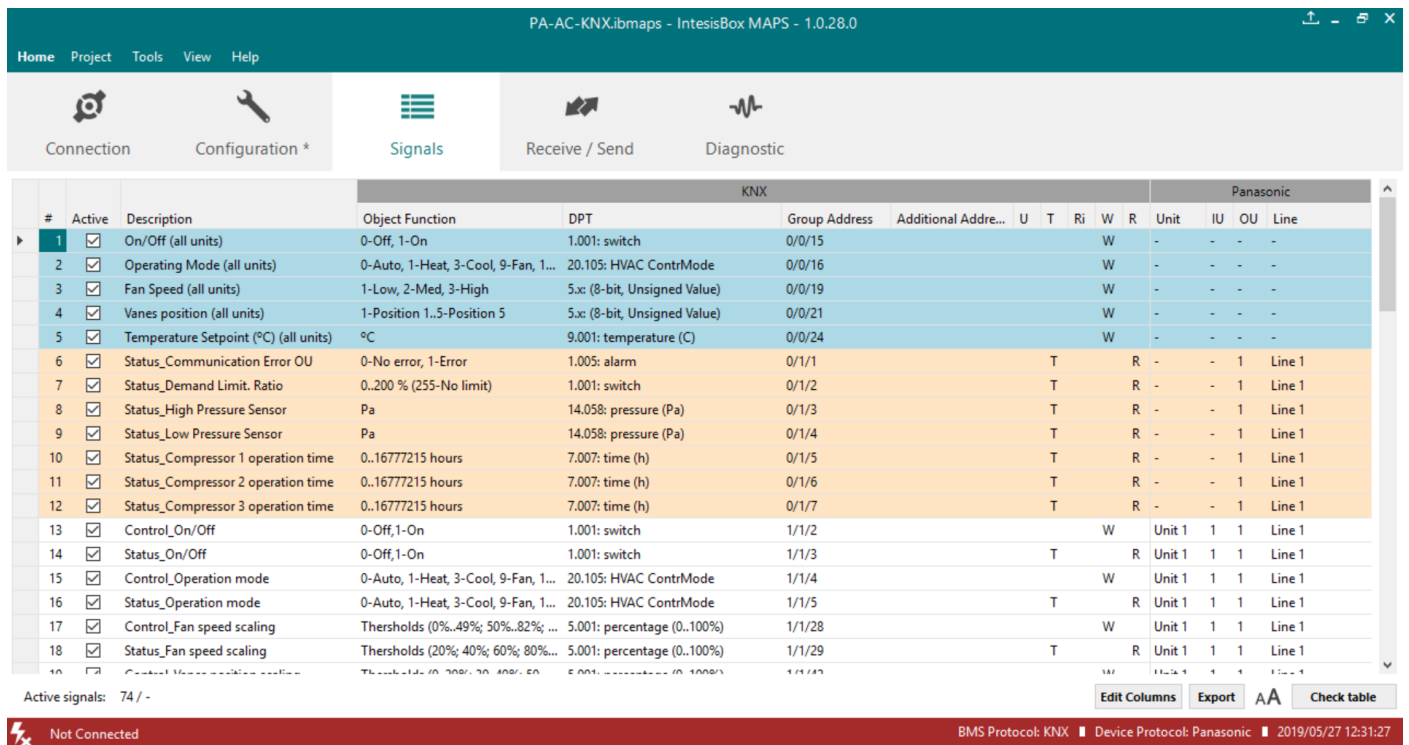 PA-AC-KNX.ibmaps - IntesisBox MAPS - 1.0.28.0
Home Project Tools View Help
Connection Configuration * Signals Receive / Send Diagnostic
KNX Panasonic
# Active Description Object Function DPT Group Address Additional Addre... U T Ri W R Unit IU OU Line
1 On/Off (all units) 0-Off, 1-On 1.001: switch 0/0/15 W - - - -
2 Operating Mode (all units) 0-Auto, 1-Heat, 3-Cool, 9-Fan, 1... 20.105: HVAC ContrMode 0/0/16 W - - - -
3 Fan Speed (all units) 1-Low, 2-Med, 3-High 5.x: (8-bit, Unsigned Value) 0/0/19 W - - - -
4 Vanes position (all units) 1-Position 1..5-Position 5 5.x: (8-bit, Unsigned Value) 0/0/21 W - - - -
5 Temperature Setpoint (ºC) (all units) ºC 9.001: temperature (C) 0/0/24 W - - - -
6 Status_Communication Error OU 0-No error, 1-Error 1.005: alarm 0/1/1 T R - - 1 Line 1
7 Status_Demand Limit. Ratio 0..200 % (255-No limit) 1.001: switch 0/1/2 T R - - 1 Line 1
8 Status_High Pressure Sensor Pa 14.058: pressure (Pa) 0/1/3 T R - - 1 Line 1
9 Status_Low Pressure Sensor Pa 14.058: pressure (Pa) 0/1/4 T R - - 1 Line 1
10 Status_Compressor 1 operation time 0..16777215 hours 7.007: time (h) 0/1/5 T R - - 1 Line 1
11 Status_Compressor 2 operation time 0..16777215 hours 7.007: time (h) 0/1/6 T R - - 1 Line 1
12 Status_Compressor 3 operation time 0..16777215 hours 7.007: time (h) 0/1/7 T R - - 1 Line 1
13 Control_On/Off 0-Off,1-On 1.001: switch 1/1/2 W Unit 1 1 1 Line 1
14 Status_On/Off 0-Off,1-On 1.001: switch 1/1/3 T R Unit 1 1 1 Line 1
15 Control_Operation mode 0-Auto, 1-Heat, 3-Cool, 9-Fan, 1... 20.105: HVAC ContrMode 1/1/4 W Unit 1 1 1 Line 1
16 Status_Operation mode 0-Auto, 1-Heat, 3-Cool, 9-Fan, 1... 20.105: HVAC ContrMode 1/1/5 T R Unit 1 1 1 Line 1
17 Control_Fan speed scaling Thersholds (0%..49%; 50%..82%; ... 5.001: percentage (0..100%) 1/1/28 W Unit 1 1 1 Line 1
18 Status_Fan speed scaling Thersholds (20%; 40%; 60%; 80%... 5.001: percentage (0..100%) 1/1/29 T R Unit 1 1 1 Line 1
Active signals: 74 / - Edit Columns Export AA Check table
Not Connected BMS Protocol: KNX Device Protocol: Panasonic 2019/05/27 12:31:27